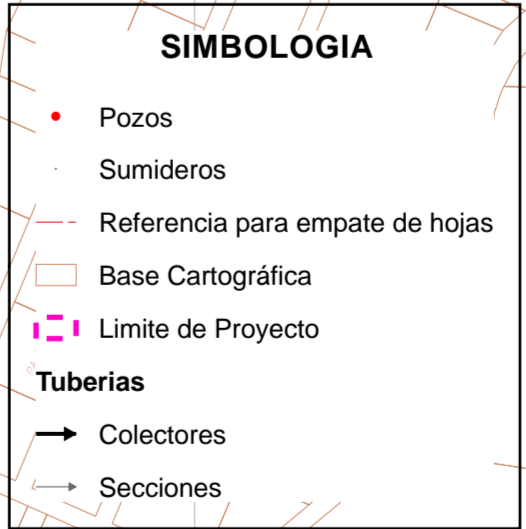 SIMBOLOGIA
Pozos
Sumideros
Referencia para empate de hojas
Base Cartográfica
Limite de Proyecto
Tuberias
Colectores
Secciones